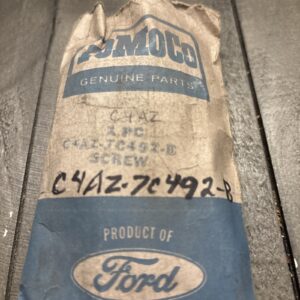 FOMOCO
GENUINE PARTS
C4AZ
1 PC
C4AZ-7C492-B
SCREW
C4AZ-7C492-B
PRODUCT OF
Ford